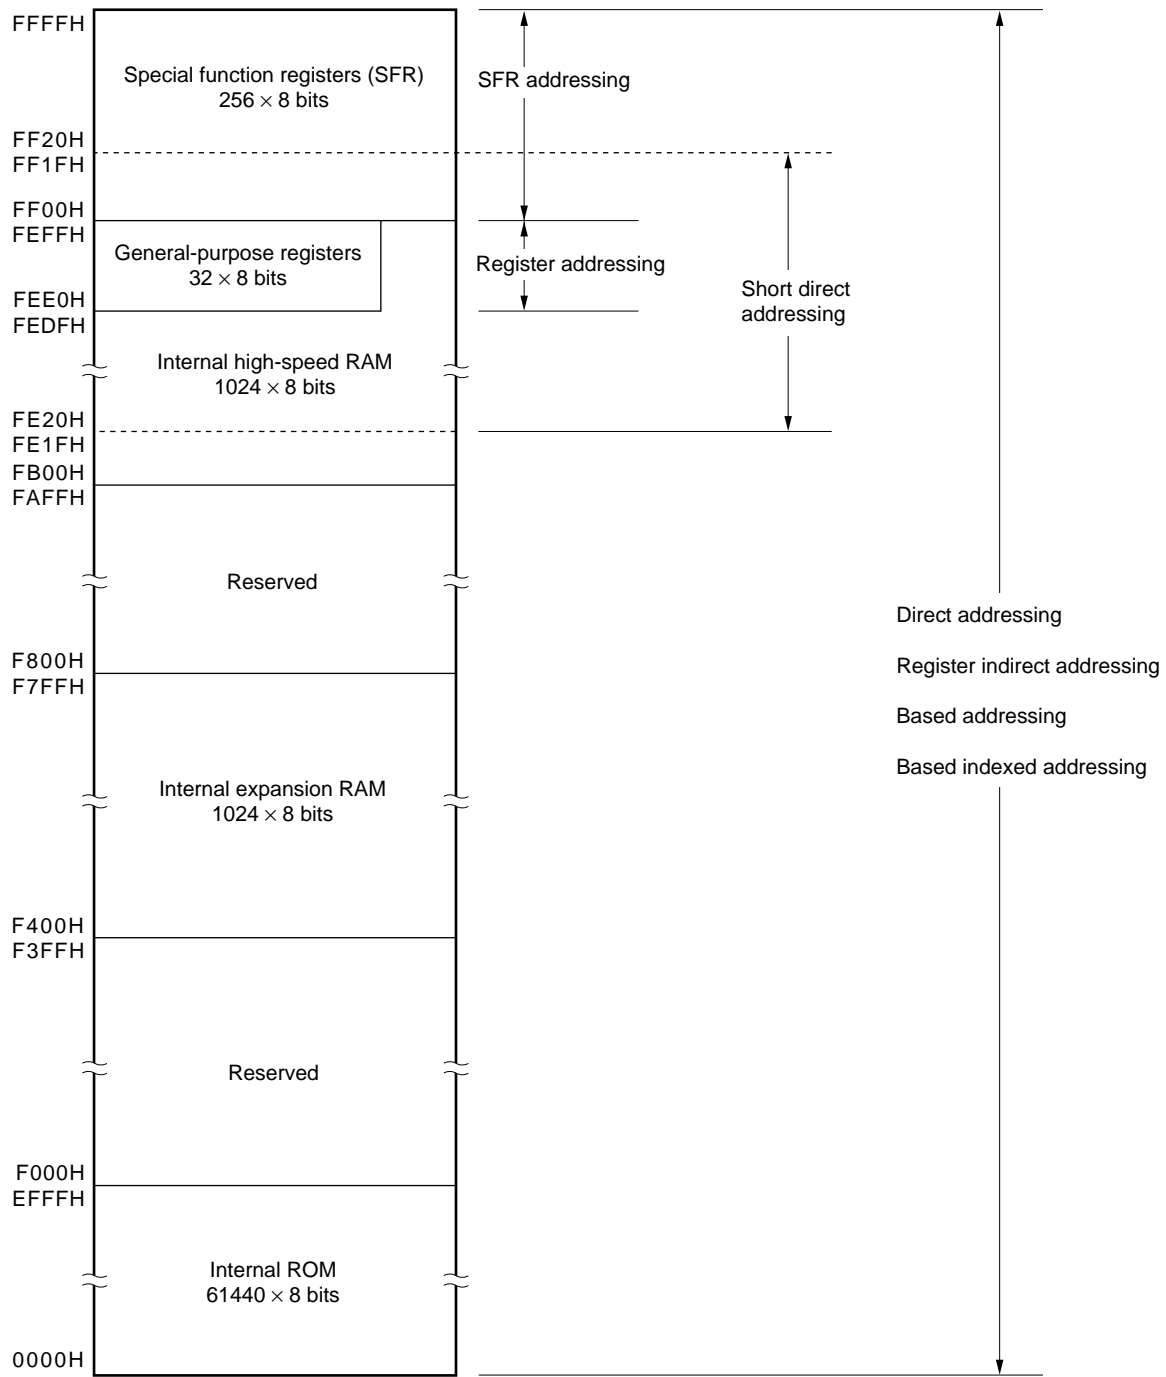 FFFFH
Special function registers (SFR)
256 × 8 bits
SFR addressing
FF20H
FF1FH
FF00H
FEFFH
General-purpose registers
32 × 8 bits
Register addressing
Short direct
addressing
FEE0H
FEDFH
Internal high-speed RAM
1024 × 8 bits
FE20H
FE1FH
FB00H
FAFFH
Reserved
Direct addressing
Register indirect addressing
Based addressing
Based indexed addressing
F800H
F7FFH
Internal expansion RAM
1024 × 8 bits
F400H
F3FFH
Reserved
F000H
EFFFH
Internal ROM
61440 × 8 bits
0000H